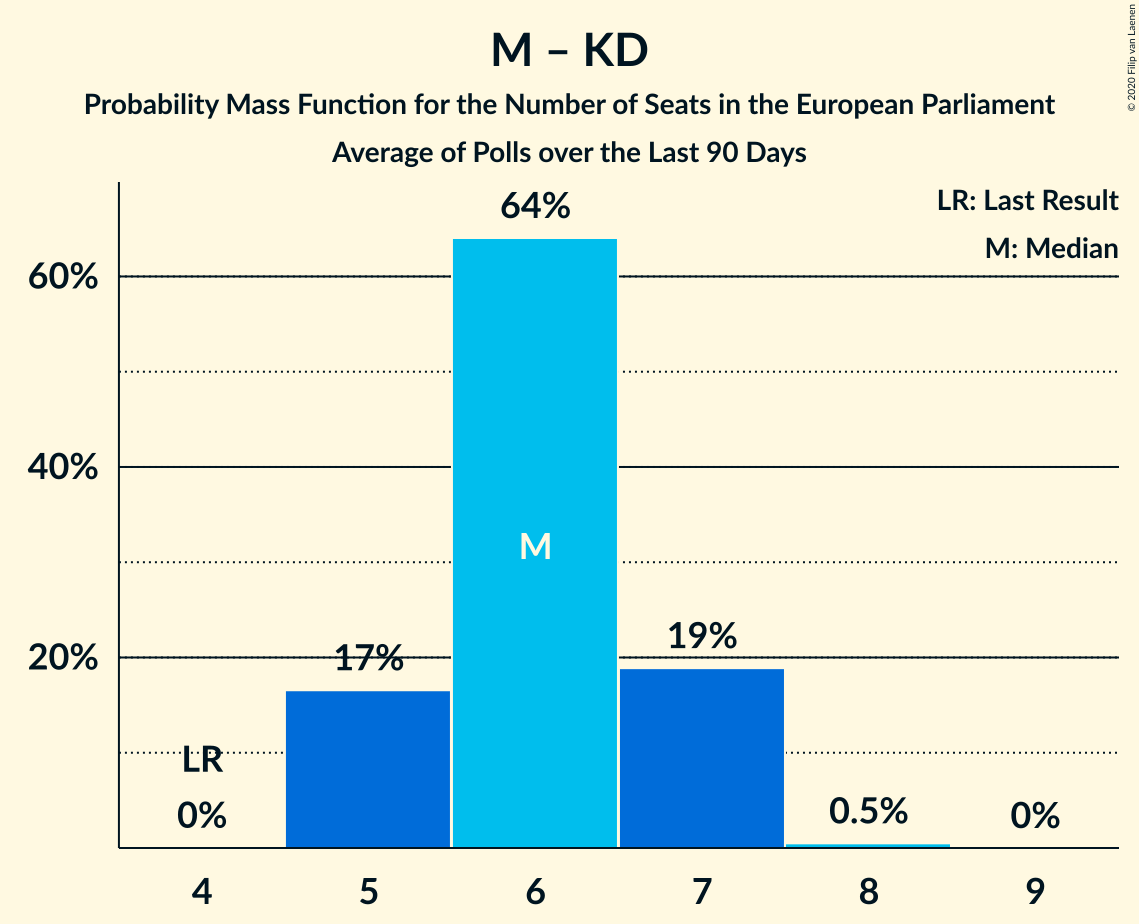 M – KD
Probability Mass Function for the Number of Seats in the European Parliament
Average of Polls over the Last 90 Days
© 2020 Filip van Laenen
LR: Last Result
M: Median
64%
60%
40%
M
19%
20%
17%
LR
0%
0.5%
0%
4 5 6 7 8 9